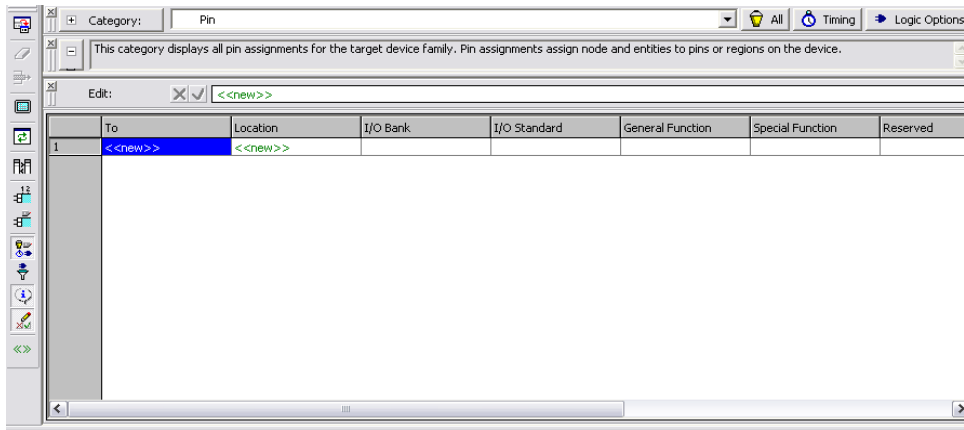 Category: Pin All Timing Logic Options
This category displays all pin assignments for the target device family. Pin assignments assign node and entities to pins or regions on the device.
Edit: <<new>>
To Location I/O Bank I/O Standard General Function Special Function Reserved
1 <<new>> <<new>>